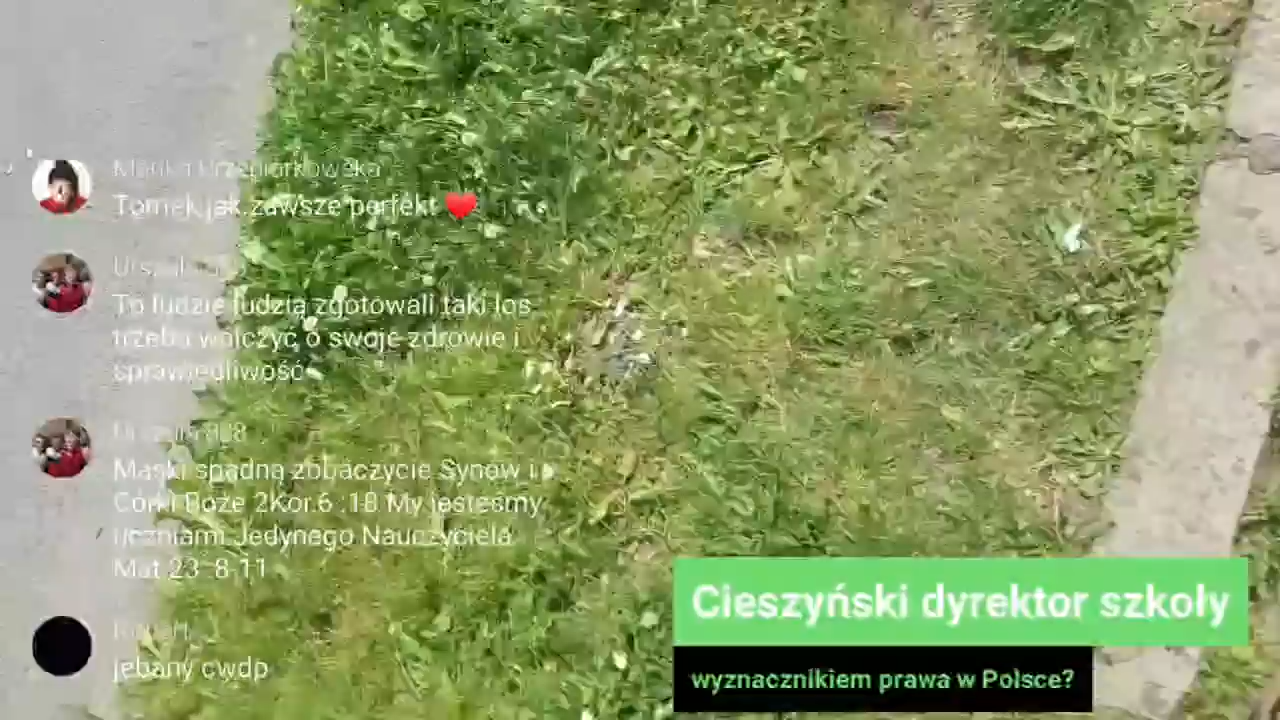 Tomek jak zawsze perfekt ❤️
To ludzie ludzią zgotowali taki los
trzeba walczyć o swoje zdrowie i
sprawiedliwość
Maski spadną zobaczycie Synów i
Córki Boże 2Kor.6 :18 My jesteśmy
uczniami Jedynego Nauczyciela
Mat 23: 8-11
jebany cwdp
Cieszyński dyrektor szkoły
wyznacznikiem prawa w Polsce?